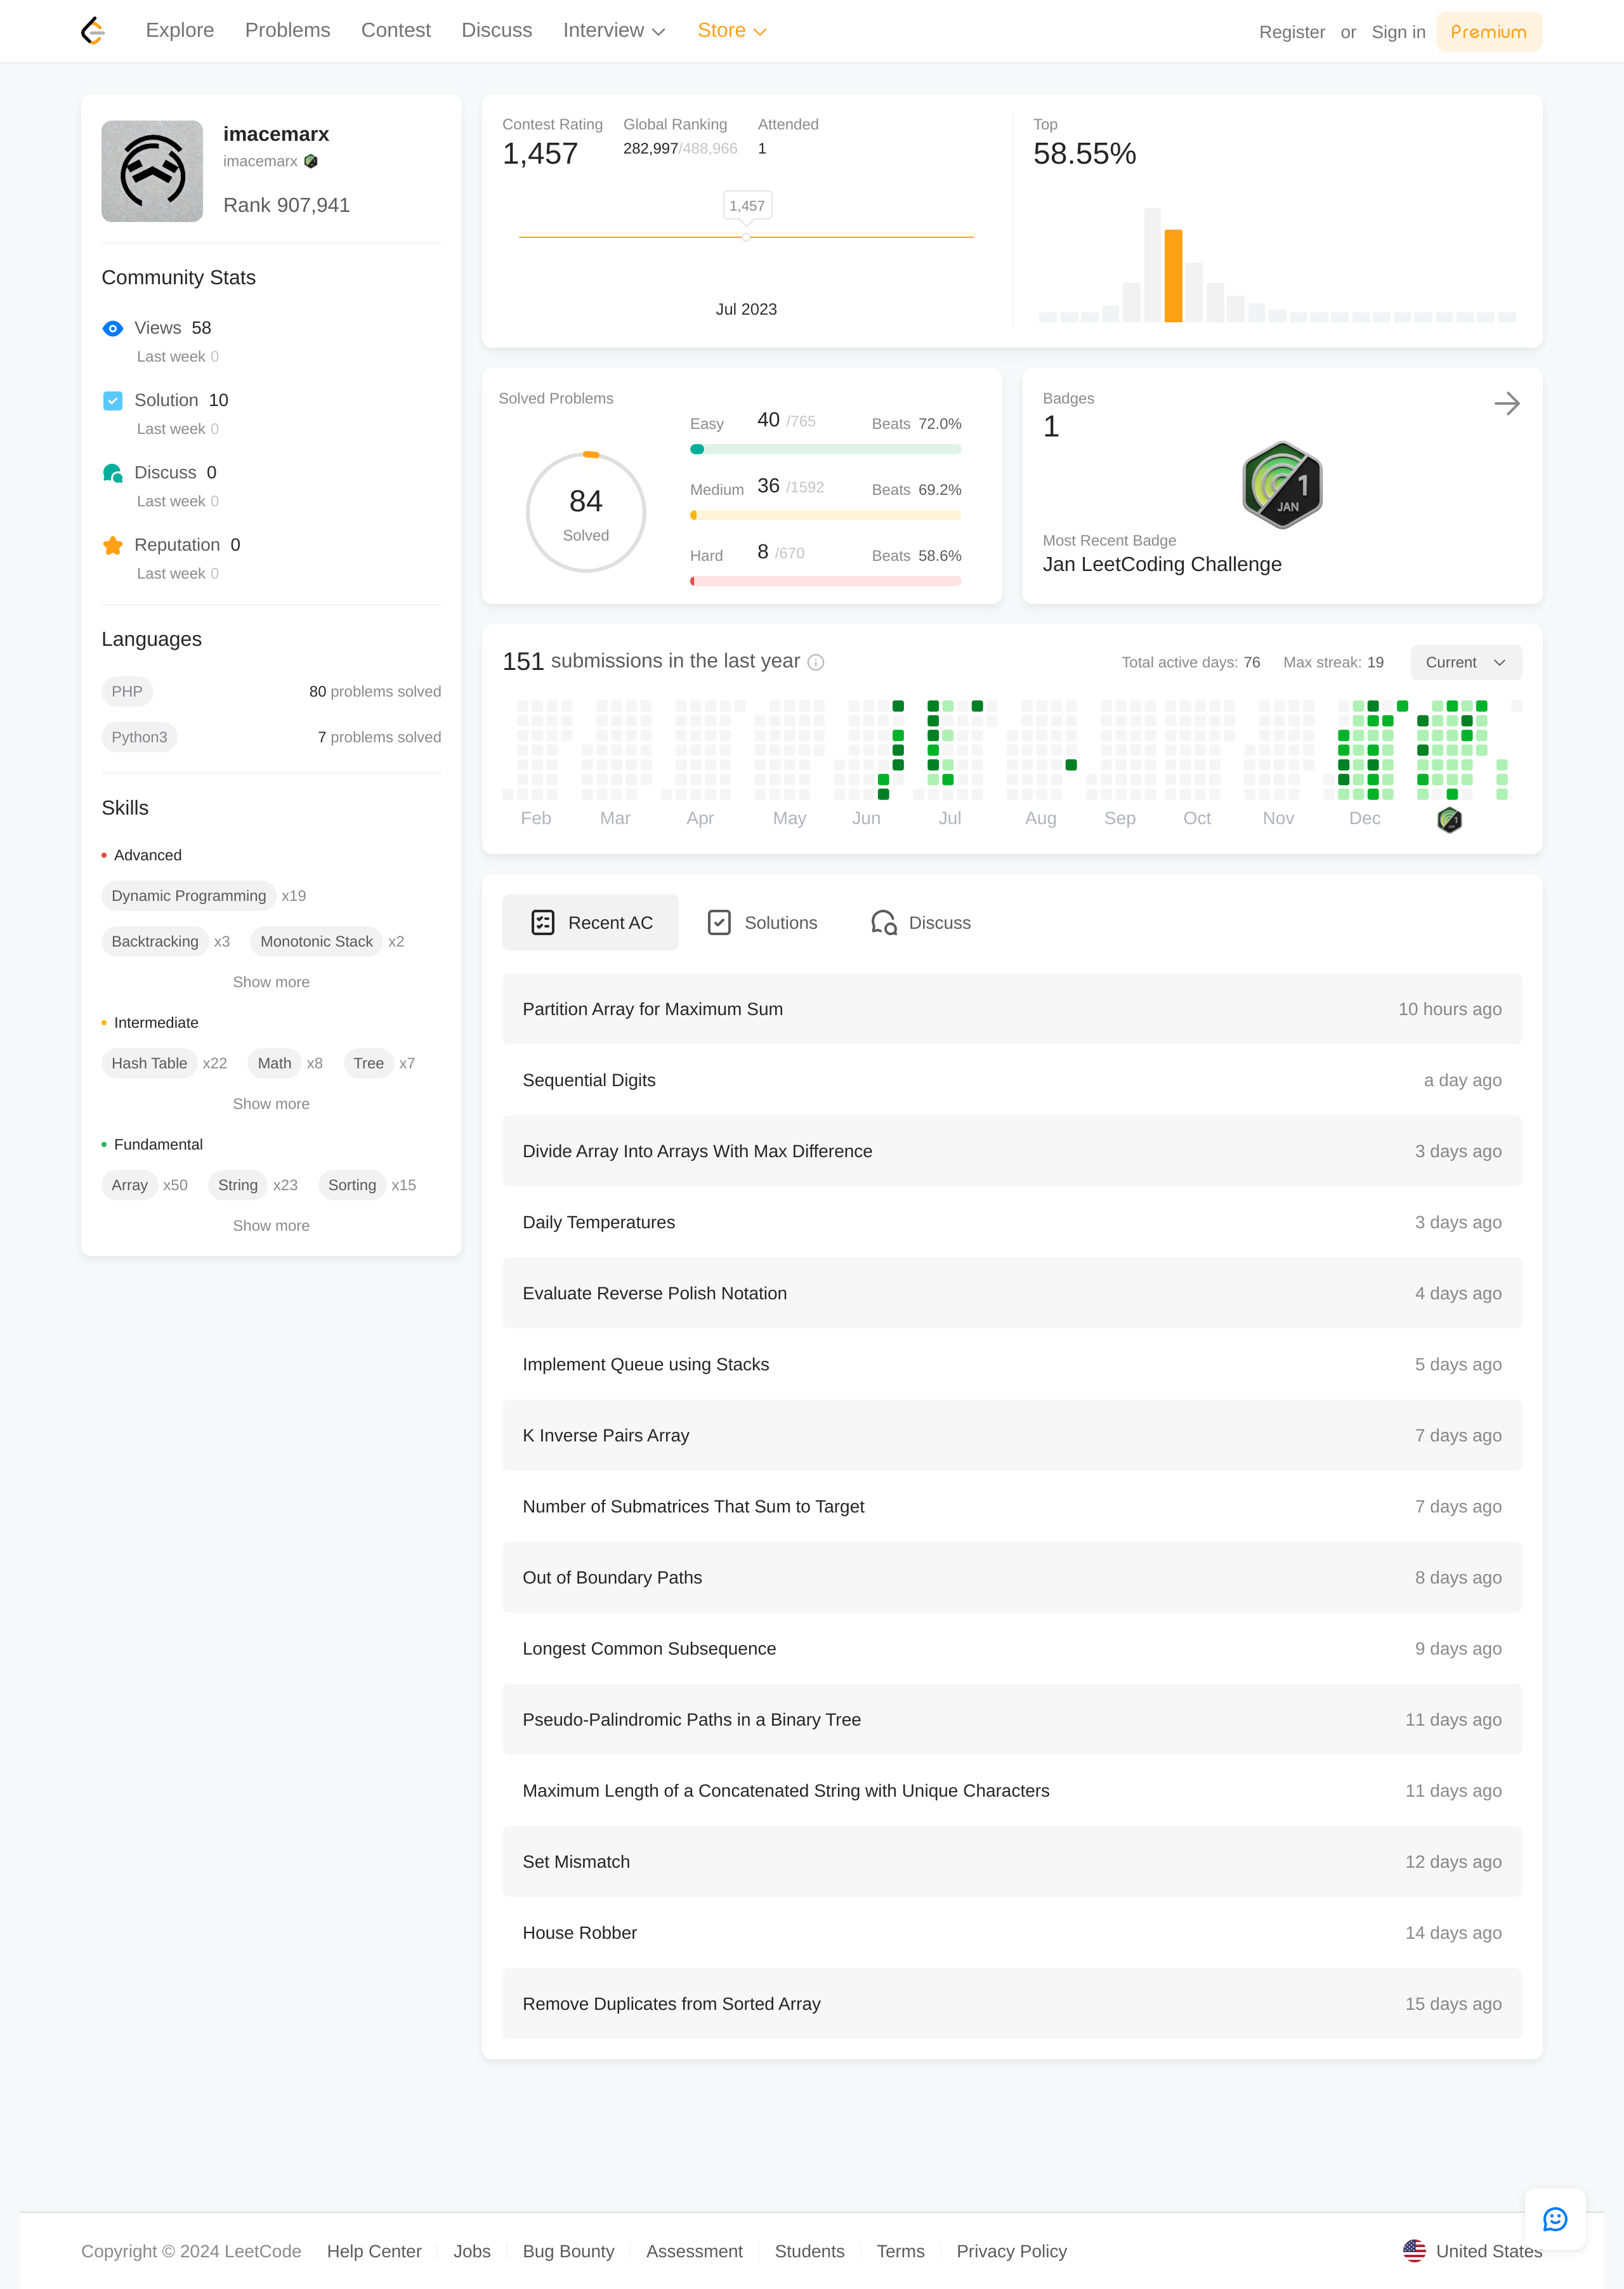 Explore Problems Contest Discuss Interview Store Register or Sign in Premium
imacemarx
imacemarx
Rank 907,941
Community Stats
Views 58
Last week 0
Solution 10
Last week 0
Discuss 0
Last week 0
Reputation 0
Last week 0
Languages
PHP 80 problems solved
Python3 7 problems solved
Skills
Advanced
Dynamic Programming x19
Backtracking x3 Monotonic Stack x2
Show more
Intermediate
Hash Table x22 Math x8 Tree x7
Show more
Fundamental
Array x50 String x23 Sorting x15
Show more
Contest Rating Global Ranking Attended
1,457 282,997/488,966 1
1,457
Jul 2023
Top
58.55%
Solved Problems
84
Solved
Easy 40 /765 Beats 72.0%
Medium 36 /1592 Beats 69.2%
Hard 8 /670 Beats 58.6%
Badges
1
1
JAN
Most Recent Badge
Jan LeetCoding Challenge
151 submissions in the last year Total active days: 76 Max streak: 19 Current
Feb Mar Apr May Jun Jul Aug Sep Oct Nov Dec
Recent AC Solutions Discuss
Partition Array for Maximum Sum 10 hours ago
Sequential Digits a day ago
Divide Array Into Arrays With Max Difference 3 days ago
Daily Temperatures 3 days ago
Evaluate Reverse Polish Notation 4 days ago
Implement Queue using Stacks 5 days ago
K Inverse Pairs Array 7 days ago
Number of Submatrices That Sum to Target 7 days ago
Out of Boundary Paths 8 days ago
Longest Common Subsequence 9 days ago
Pseudo-Palindromic Paths in a Binary Tree 11 days ago
Maximum Length of a Concatenated String with Unique Characters 11 days ago
Set Mismatch 12 days ago
House Robber 14 days ago
Remove Duplicates from Sorted Array 15 days ago
Copyright © 2024 LeetCode Help Center Jobs Bug Bounty Assessment Students Terms Privacy Policy United States